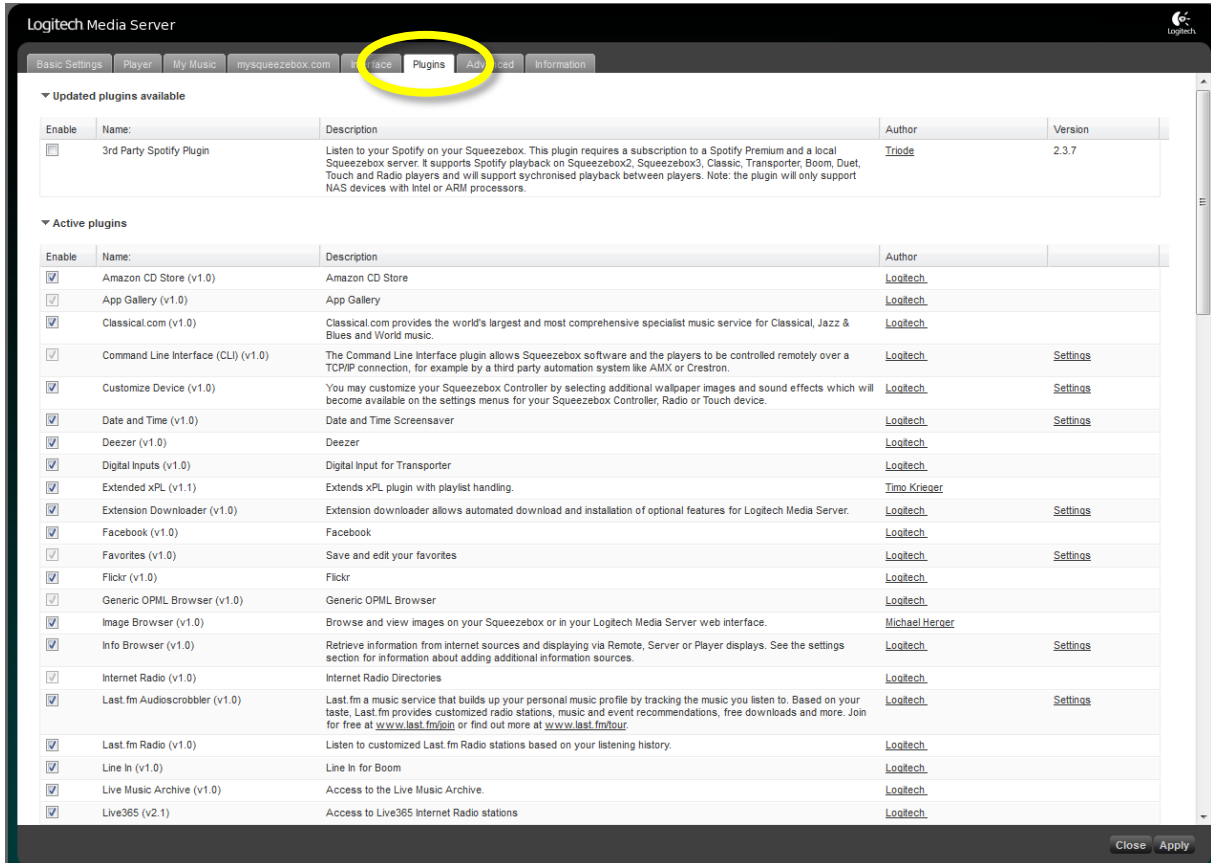 Logitech Media Server
Logitech
Basic Settings Player My Music mysqueezebox.com Interface Plugins Advanced Information
Updated plugins available
Enable Name: Description Author Version
3rd Party Spotify Plugin Listen to your Spotify on your Squeezebox. This plugin requires a subscription to a Spotify Premium and a local Triode 2.3.7
Squeezebox server. It supports Spotify playback on Squeezebox2, Squeezebox3, Classic, Transporter, Boom, Duet,
Touch and Radio players and will support sychronised playback between players. Note: the plugin will only support
NAS devices with Intel or ARM processors.
Active plugins
Enable Name: Description Author
Amazon CD Store (v1.0) Amazon CD Store Logitech
App Gallery (v1.0) App Gallery Logitech
Classical.com (v1.0) Classical.com provides the world's largest and most comprehensive specialist music service for Classical, Jazz & Logitech
Blues and World music.
Command Line Interface (CLI) (v1.0) The Command Line Interface plugin allows Squeezebox software and the players to be controlled remotely over a Logitech Settings
TCP/IP connection, for example by a third party automation system like AMX or Crestron.
Customize Device (v1.0) You may customize your Squeezebox Controller by selecting additional wallpaper images and sound effects which will Logitech Settings
become available on the settings menus for your Squeezebox Controller, Radio or Touch device.
Date and Time (v1.0) Date and Time Screensaver Logitech Settings
Deezer (v1.0) Deezer Logitech
Digital Inputs (v1.0) Digital Input for Transporter Logitech
Extended xPL (v1.1) Extends xPL plugin with playlist handling. Timo Krieger
Extension Downloader (v1.0) Extension downloader allows automated download and installation of optional features for Logitech Media Server. Logitech Settings
Facebook (v1.0) Facebook Logitech
Favorites (v1.0) Save and edit your favorites Logitech Settings
Flickr (v1.0) Flickr Logitech
Generic OPML Browser (v1.0) Generic OPML Browser Logitech
Image Browser (v1.0) Browse and view images on your Squeezebox or in your Logitech Media Server web interface. Michael Herger
Info Browser (v1.0) Retrieve information from internet sources and displaying via Remote, Server or Player displays. See the settings Logitech Settings
section for information about adding additional information sources.
Internet Radio (v1.0) Internet Radio Directories Logitech
Last.fm Audioscrobbler (v1.0) Last.fm a music service that builds up your personal music profile by tracking the music you listen to. Based on your Logitech Settings
taste, Last.fm provides customized radio stations, music and event recommendations, free downloads and more. Join
for free at www.last.fm/join or find out more at www.last.fm/tour.
Last.fm Radio (v1.0) Listen to customized Last.fm Radio stations based on your listening history. Logitech
Line In (v1.0) Line In for Boom Logitech
Live Music Archive (v1.0) Access to the Live Music Archive. Logitech
Live365 (v2.1) Access to Live365 Internet Radio stations Logitech
Close Apply